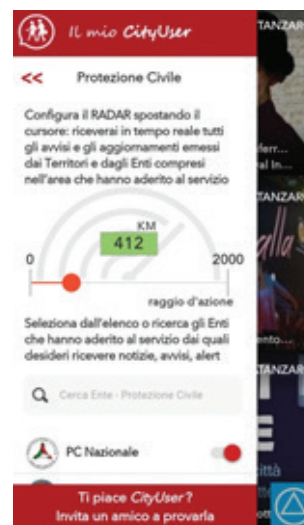 Il mio CityUser
TANZAR
<< Protezione Civile
Configura il RADAR spostando il
cursore: riceverai in tempo reale tutti
gli avvisi e gli aggiornamenti emessi
dai Territori e dagli Enti compresi
nell'area che hanno aderito al servizio
TANZAR
KM
412
0 2000
raggio d'azione
Seleziona dall'elenco o ricerca gli Enti
che hanno aderito al servizio dai quali
desideri ricevere notizie, avvisi, alert
ento...
TANZAR
Cerca Ente - Protezione Civile
PC Nazionale
città
Ti piace CityUser ?
Invita un amico a provarla